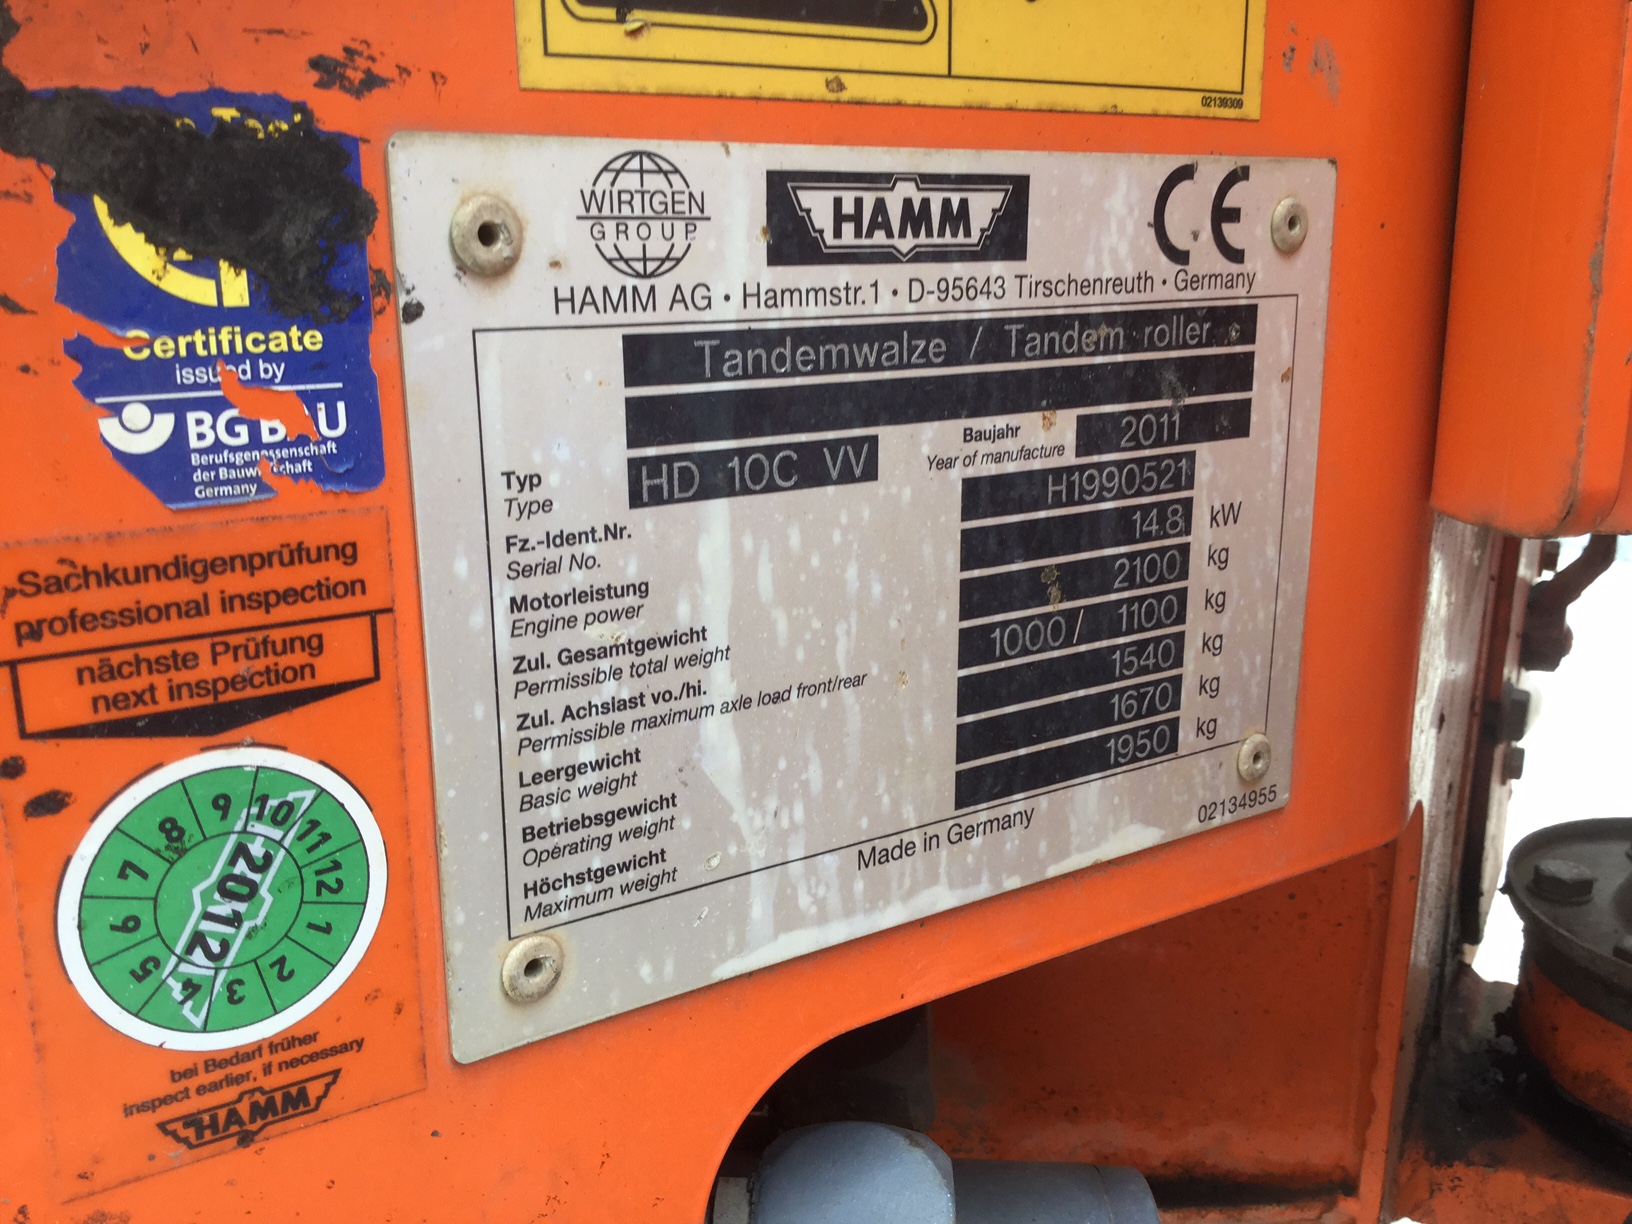 02139309
WIRTGEN
GROUP
HAMM
CE
HAMM AG · Hammstr.1 · D-95643 Tirschenreuth · Germany
Tandemwalze / Tandem roller
Typ
Type
HD 10C VV
Baujahr
Year of manufacture
2011
Fz.-Ident.Nr.
Serial No.
H1990521
Motorleistung
Engine power
14.8 kW
Zul. Gesamtgewicht
Permissible total weight
2100 kg
Zul. Achslast vo./hi.
Permissible maximum axle load front/rear
1000/ 1100 kg
Leergewicht
Basic weight
1540 kg
Betriebsgewicht
Operating weight
1670 kg
Höchstgewicht
Maximum weight
1950 kg
Made in Germany
02134955
Certificate
issued by
BG BAU
Berufsgenossenschaft
der Bauwirtschaft
Germany
Sachkundigenprüfung
professional inspection
nächste Prüfung
next inspection
1 2 3 4 5 6 7 8 9 10 11 12
2012
bei Bedarf früher
inspect earlier, if necessary
HAMM